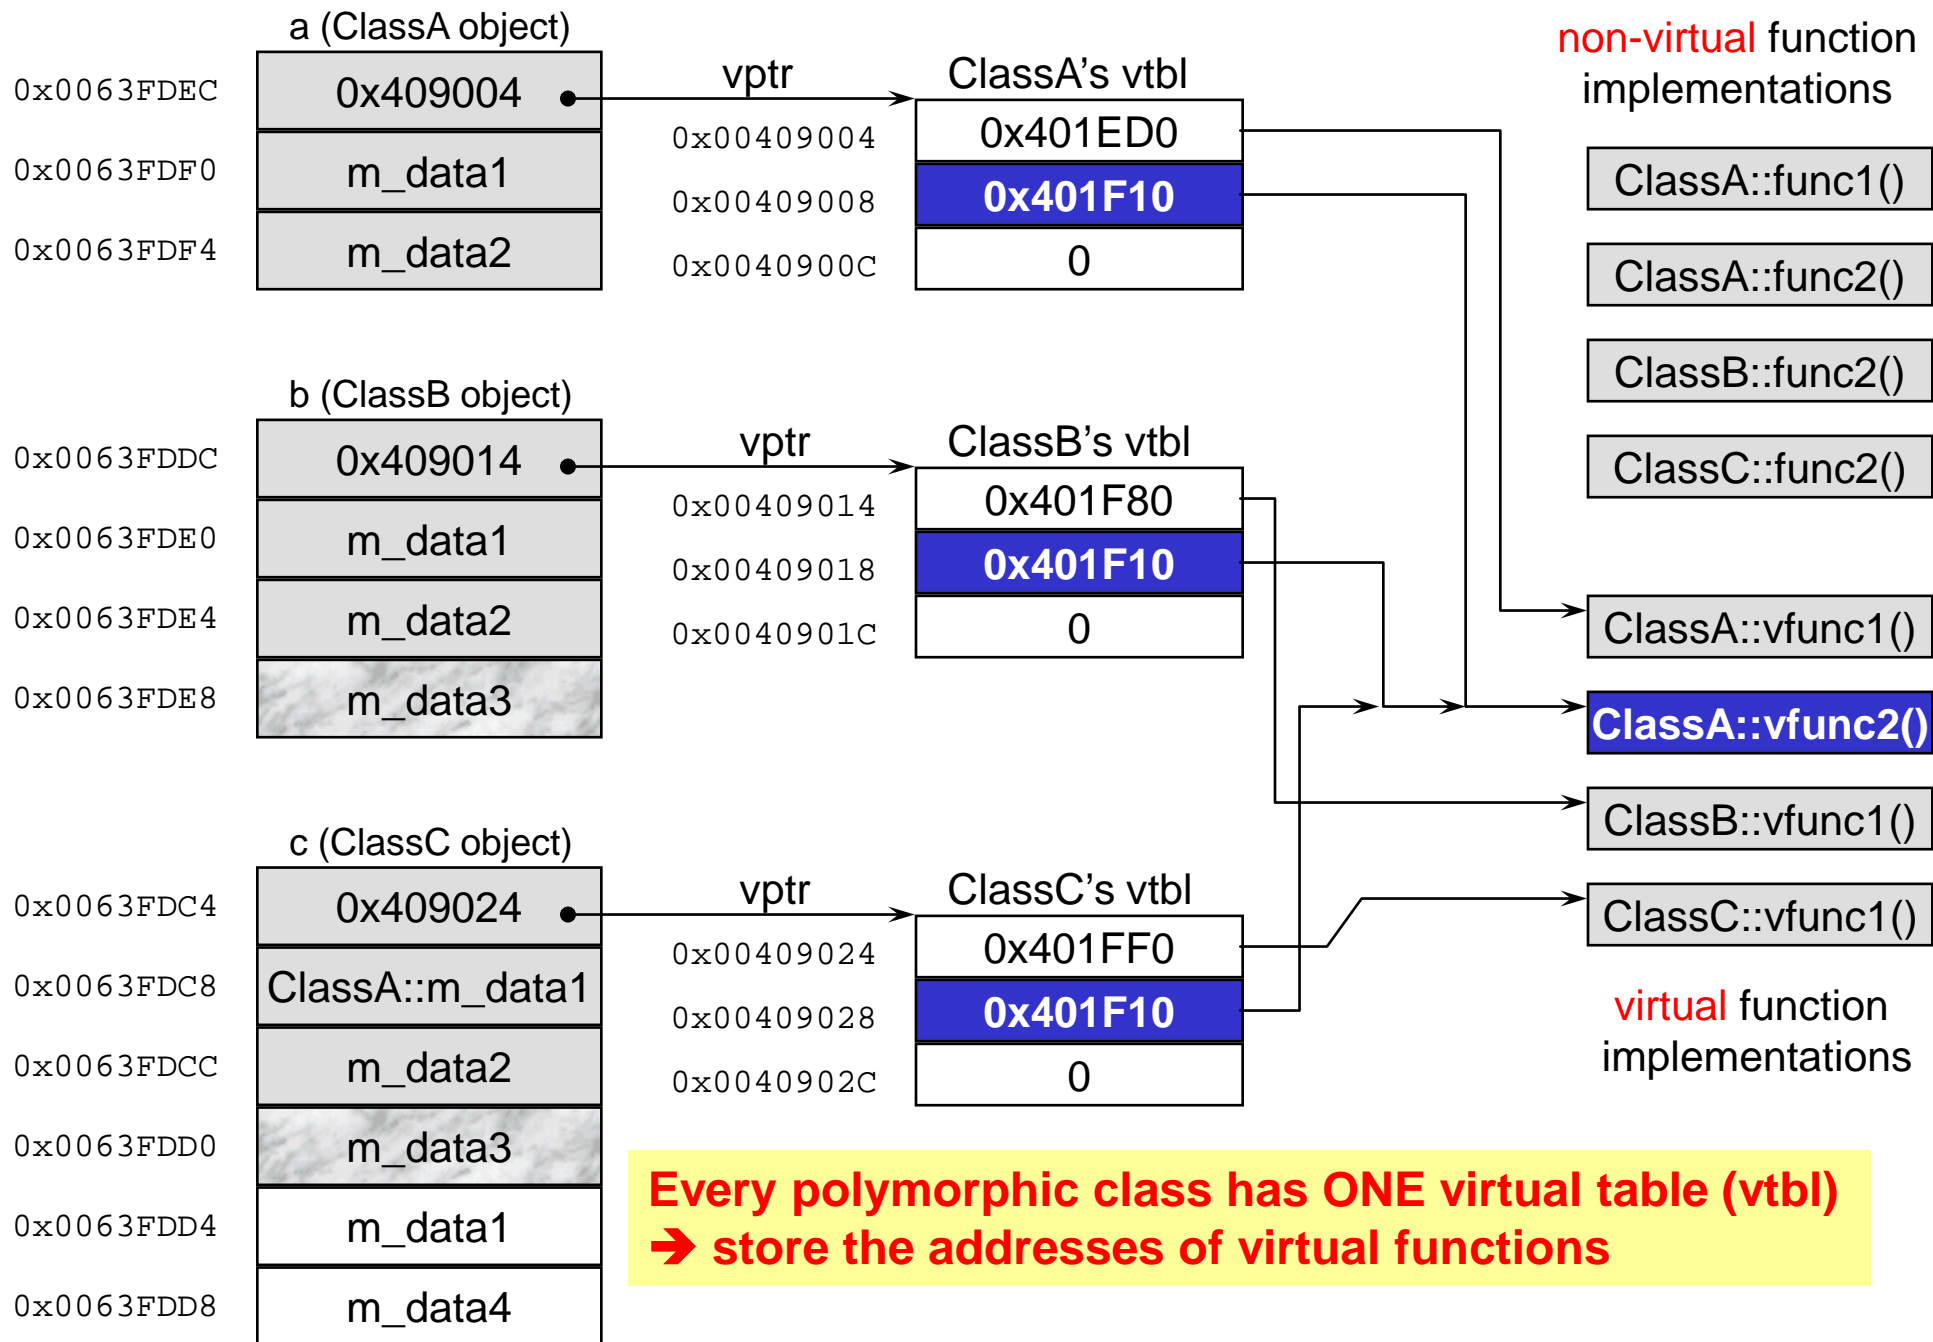 a (ClassA object)
0x0063FDEC
0x409004
0x0063FDF0
m_data1
0x0063FDF4
m_data2
vptr
ClassA's vtbl
0x00409004
0x401ED0
0x00409008
0x401F10
0x0040900C
0
b (ClassB object)
0x0063FDDC
0x409014
0x0063FDE0
m_data1
0x0063FDE4
m_data2
0x0063FDE8
m_data3
vptr
ClassB's vtbl
0x00409014
0x401F80
0x00409018
0x401F10
0x0040901C
0
c (ClassC object)
0x0063FDC4
0x409024
0x0063FDC8
ClassA::m_data1
0x0063FDCC
m_data2
0x0063FDD0
m_data3
0x0063FDD4
m_data1
0x0063FDD8
m_data4
vptr
ClassC's vtbl
0x00409024
0x401FF0
0x00409028
0x401F10
0x0040902C
0
non-virtual function
implementations
ClassA::func1()
ClassA::func2()
ClassB::func2()
ClassC::func2()
ClassA::vfunc1()
ClassA::vfunc2()
ClassB::vfunc1()
ClassC::vfunc1()
virtual function
implementations
Every polymorphic class has ONE virtual table (vtbl)
➔ store the addresses of virtual functions